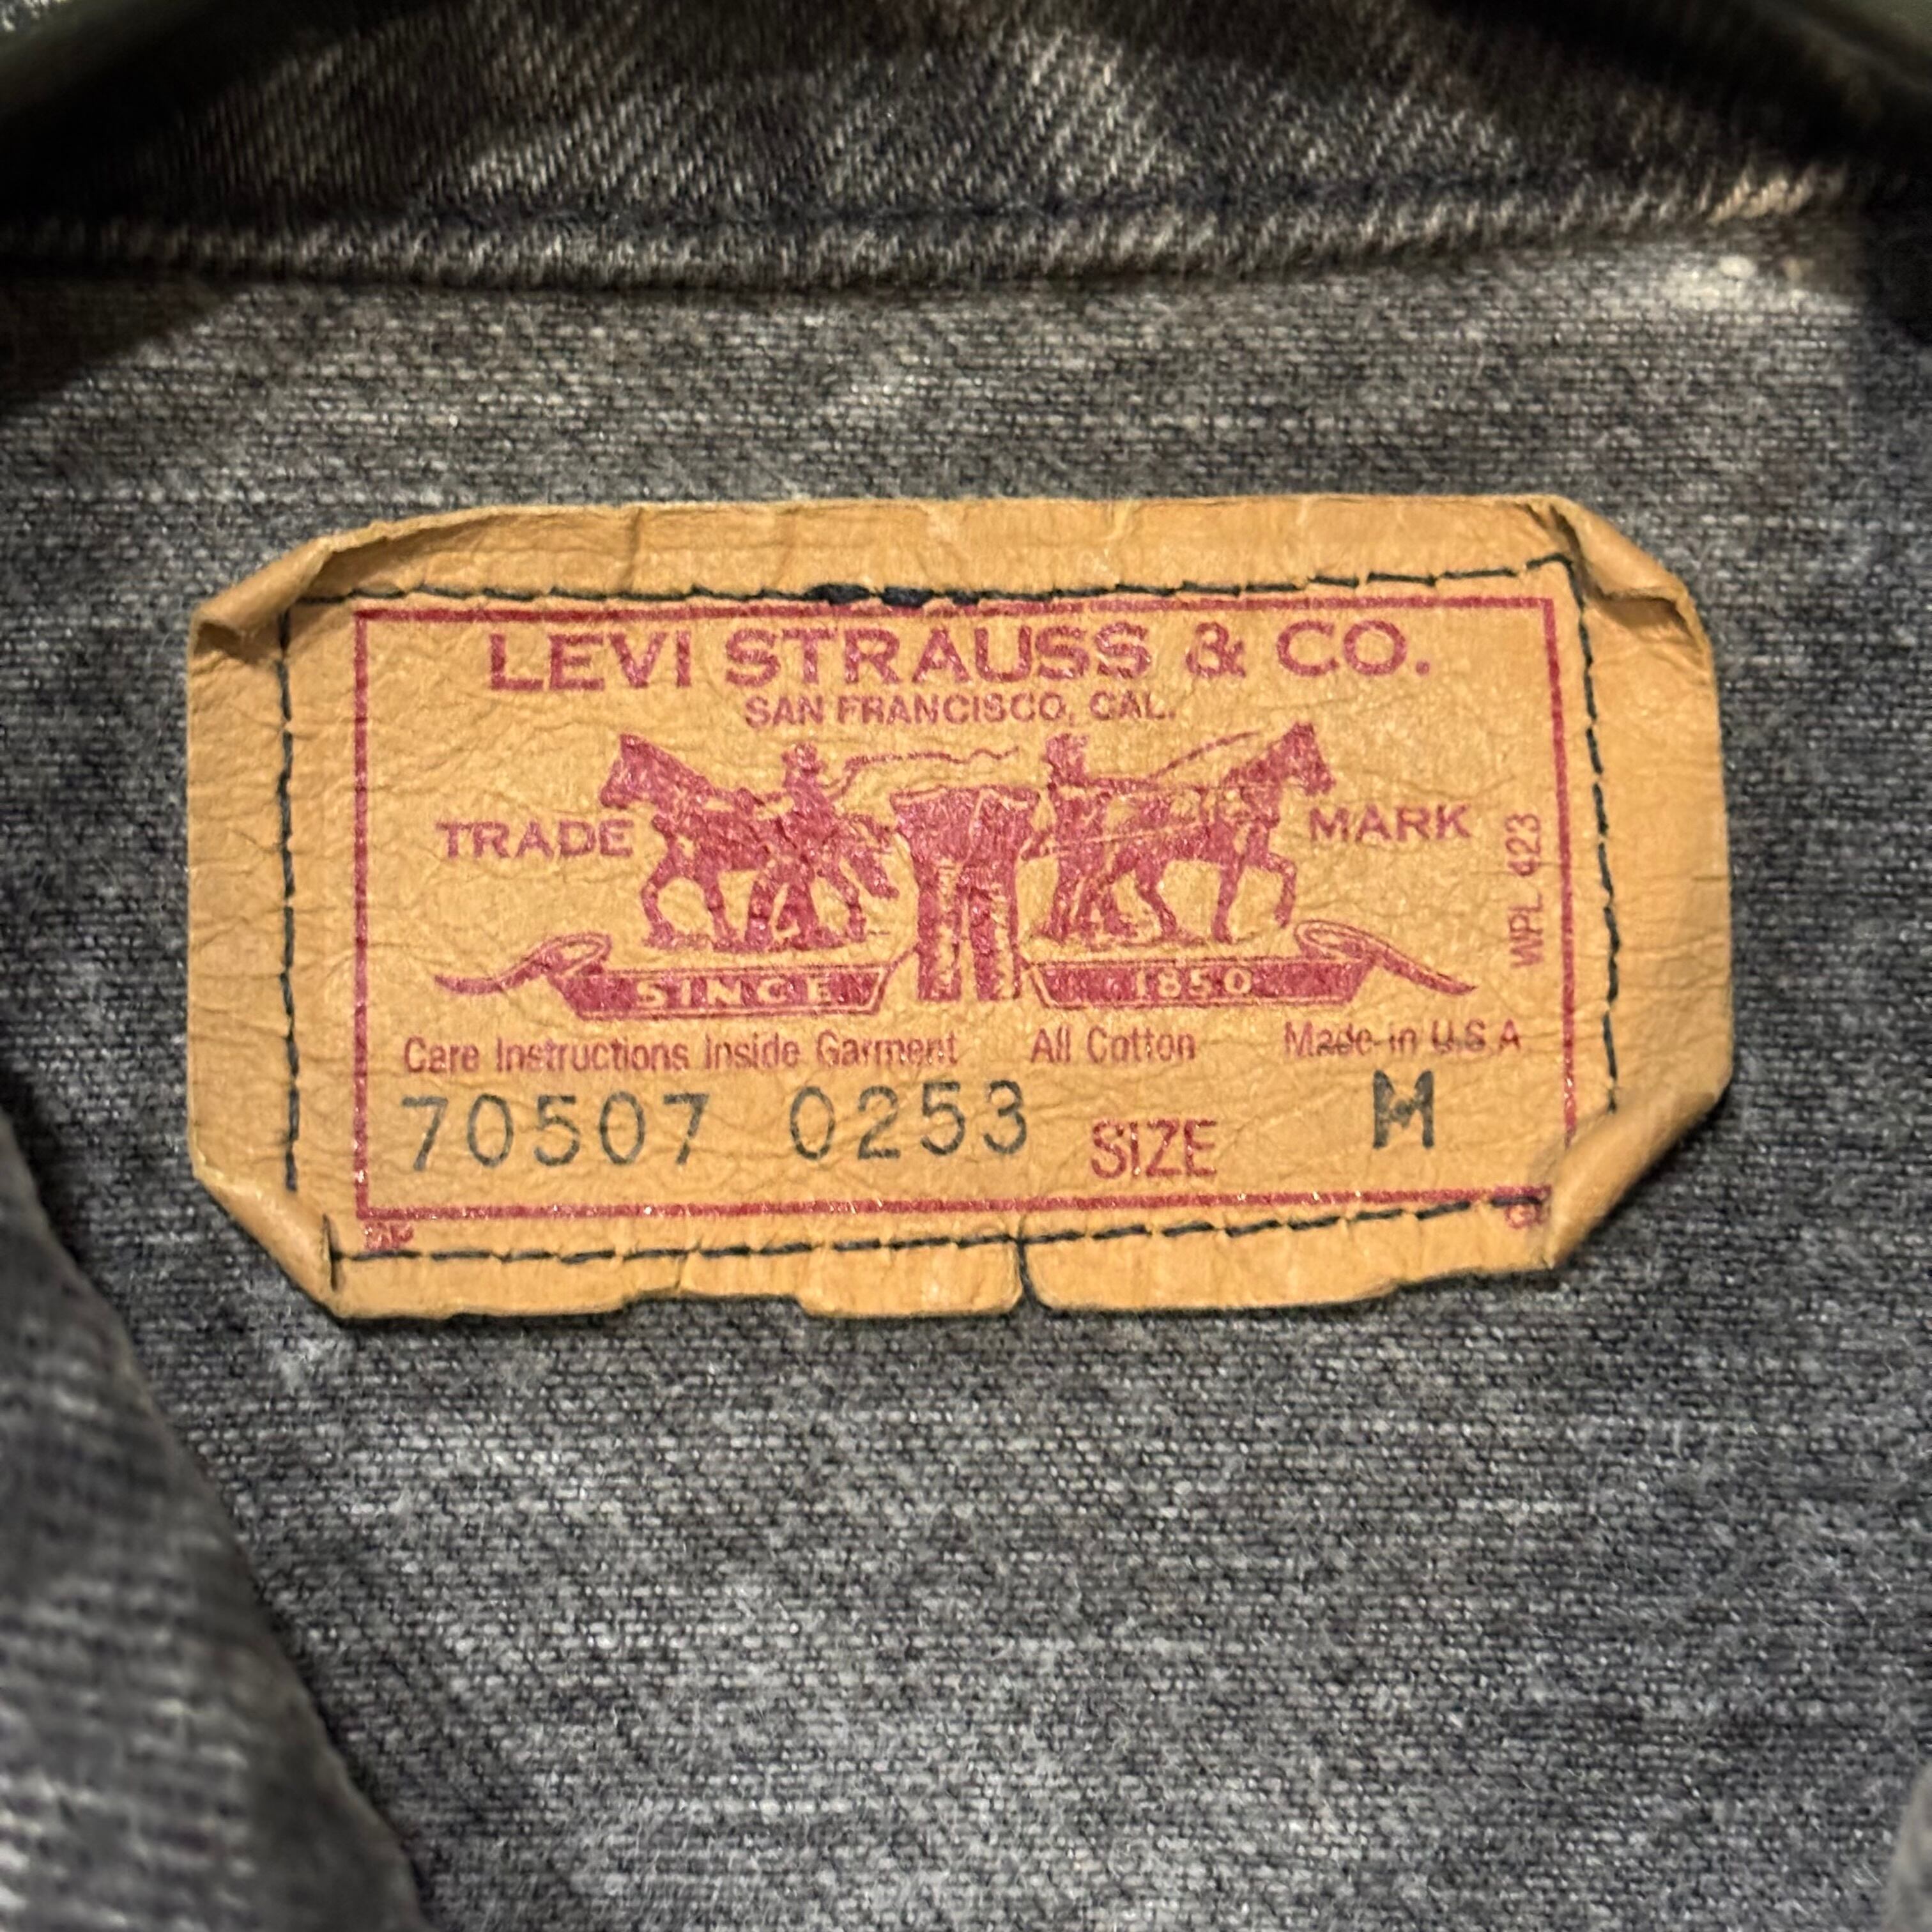 LEVI STRAUSS & CO.
SAN FRANCISCO, CAL.
TRADE MARK
WPL 423
SINCE 1850
Care Instructions Inside Garment All Cotton Made in U.S.A
70507 0253 SIZE M